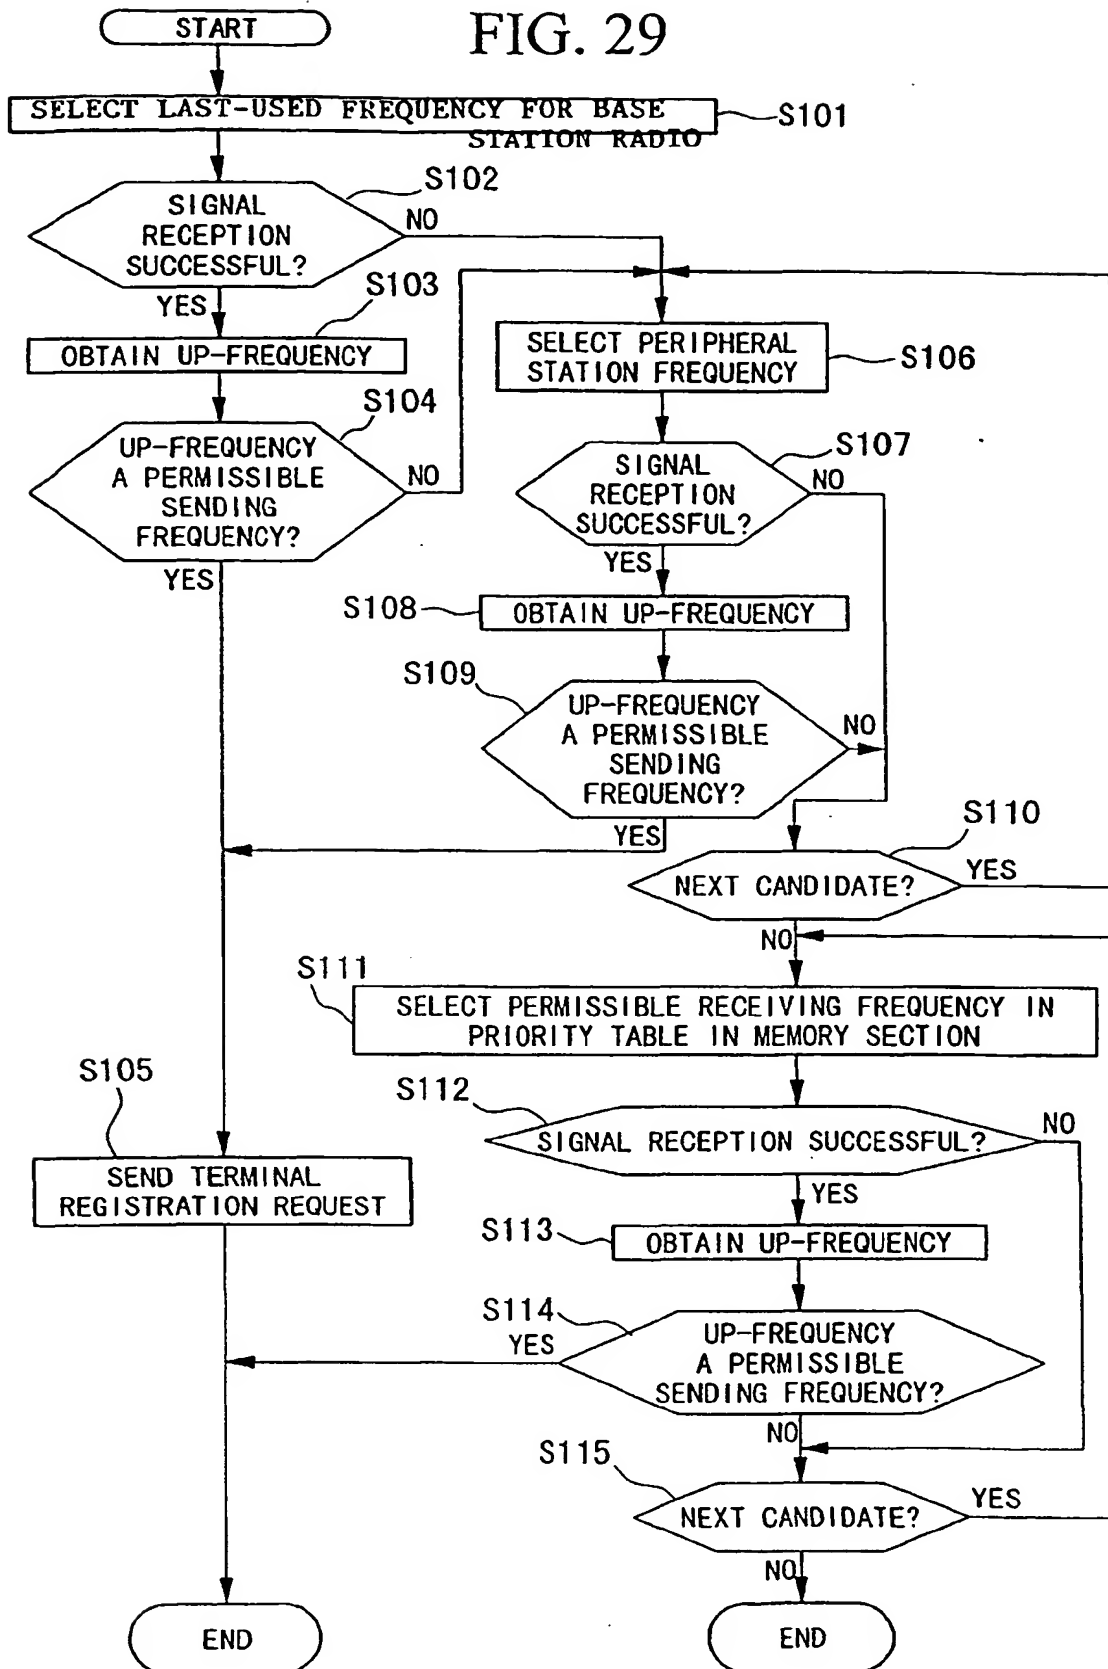 START
FIG. 29
SELECT LAST-USED FREQUENCY FOR BASE
STATION RADIO
S101
S102
SIGNAL
RECEPTION
SUCCESSFUL?
NO
YES
S103
OBTAIN UP-FREQUENCY
S104
UP-FREQUENCY
A PERMISSIBLE
SENDING
FREQUENCY?
NO
YES
SELECT PERIPHERAL
STATION FREQUENCY
S106
S107
SIGNAL
RECEPTION
SUCCESSFUL?
NO
YES
S108
OBTAIN UP-FREQUENCY
S109
UP-FREQUENCY
A PERMISSIBLE
SENDING
FREQUENCY?
NO
YES
S110
NEXT CANDIDATE?
YES
NO
S111
SELECT PERMISSIBLE RECEIVING FREQUENCY IN
PRIORITY TABLE IN MEMORY SECTION
S105
SEND TERMINAL
REGISTRATION REQUEST
S112
SIGNAL RECEPTION SUCCESSFUL?
NO
YES
S113
OBTAIN UP-FREQUENCY
S114
YES
UP-FREQUENCY
A PERMISSIBLE
SENDING FREQUENCY?
NO
S115
NEXT CANDIDATE?
YES
NO
END
END